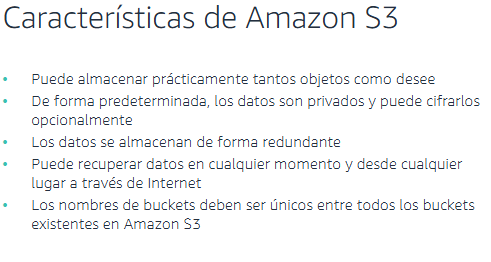 Características de Amazon S3
• Puede almacenar prácticamente tantos objetos como desee
• De forma predeterminada, los datos son privados y puede cifrarlos
opcionalmente
• Los datos se almacenan de forma redundante
• Puede recuperar datos en cualquier momento y desde cualquier
lugar a través de Internet
• Los nombres de buckets deben ser únicos entre todos los buckets
existentes en Amazon S3